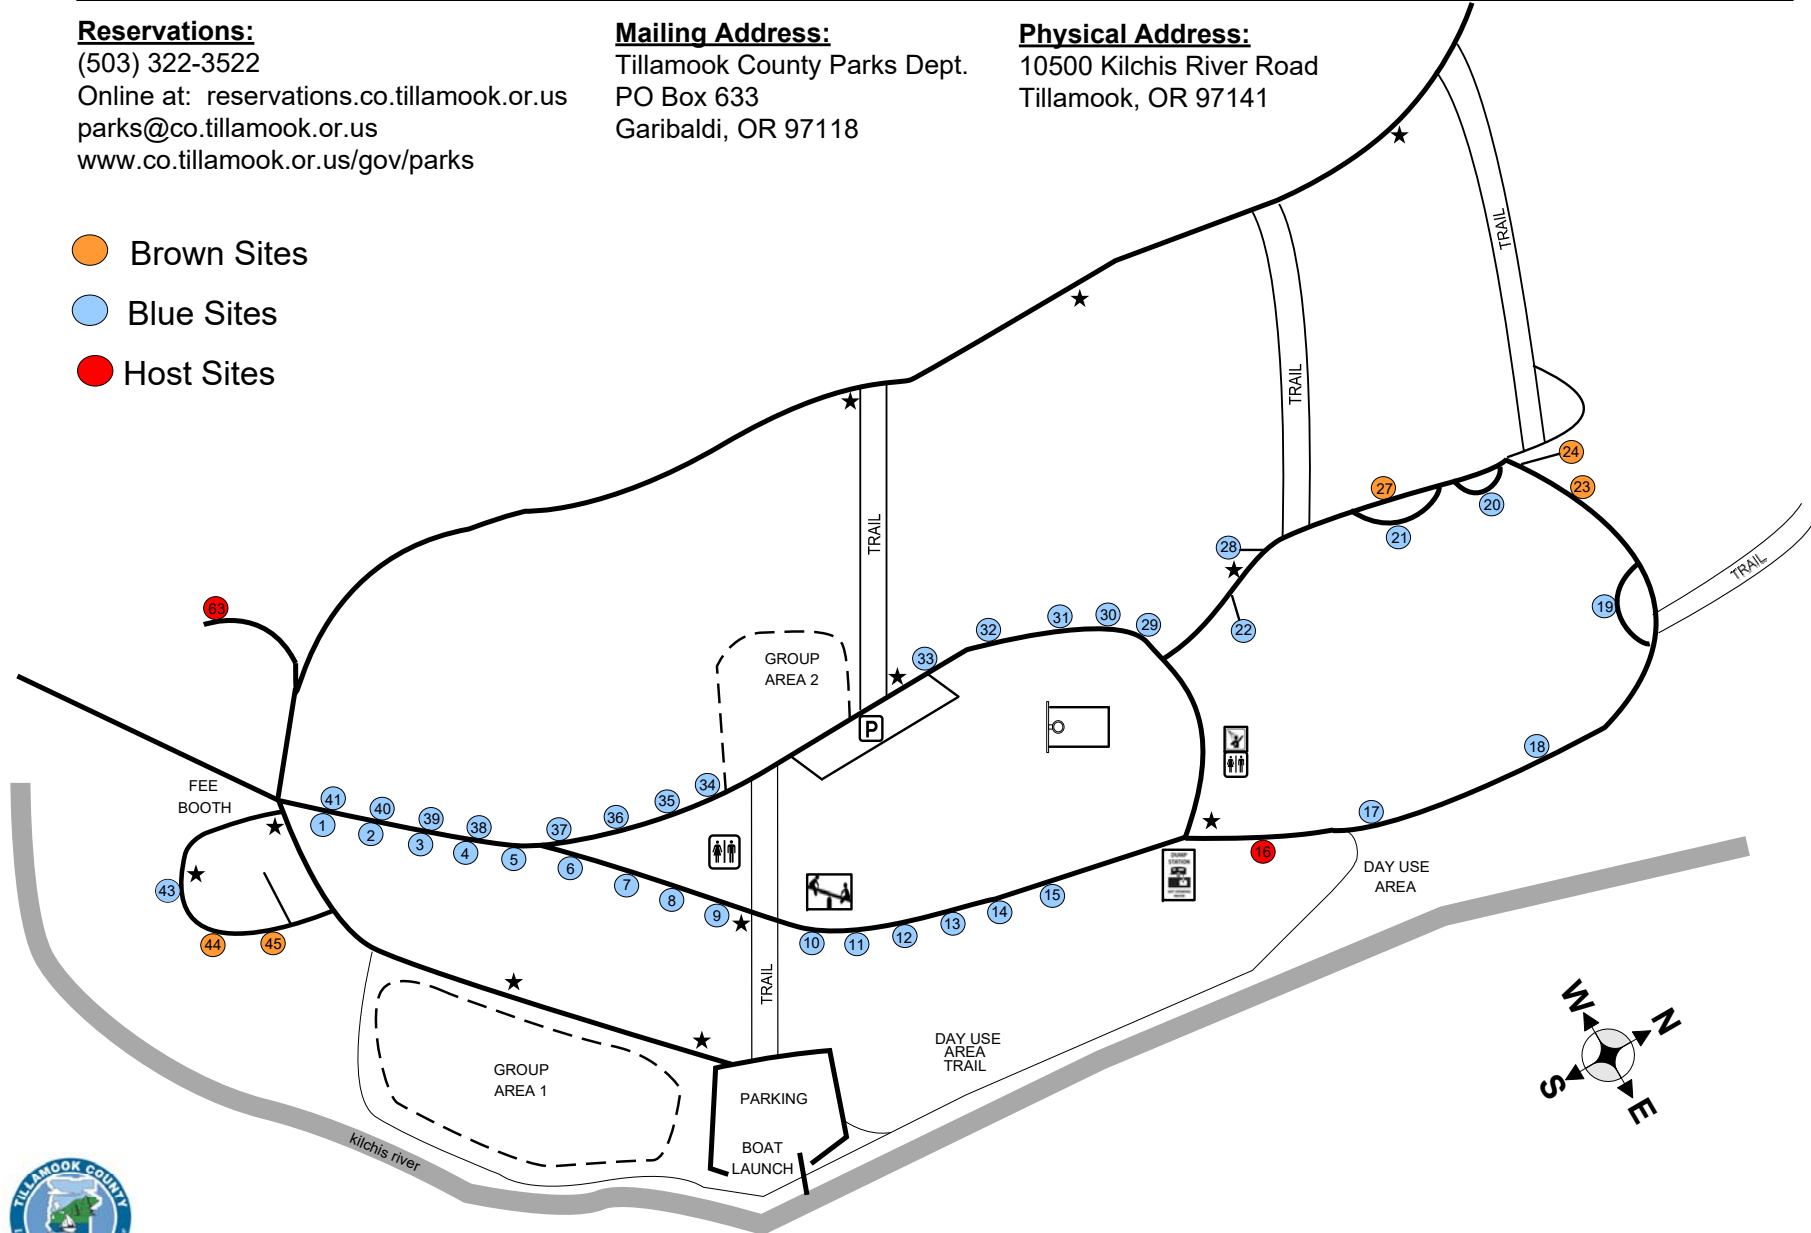 Reservations:
(503) 322-3522
Online at: reservations.co.tillamook.or.us
parks@co.tillamook.or.us
www.co.tillamook.or.us/gov/parks
Mailing Address:
Tillamook County Parks Dept.
PO Box 633
Garibaldi, OR 97118
Physical Address:
10500 Kilchis River Road
Tillamook, OR 97141
Brown Sites
Blue Sites
Host Sites
TRAIL
TRAIL
TRAIL
TRAIL
TRAIL
24
23
27
20
21
28
22
19
63
31
30
29
32
33
GROUP
AREA 2
P
34
35
36
37
38
39
40
41
FEE
BOOTH
1
2
3
4
5
6
7
8
9
10
11
12
13
14
15
16
17
18
DUMP
STATION
DAY USE
AREA
43
44
45
GROUP
AREA 1
PARKING
BOAT
LAUNCH
DAY USE
AREA
TRAIL
kilchis river
W
N
S
E
TILLAMOOK COUNTY